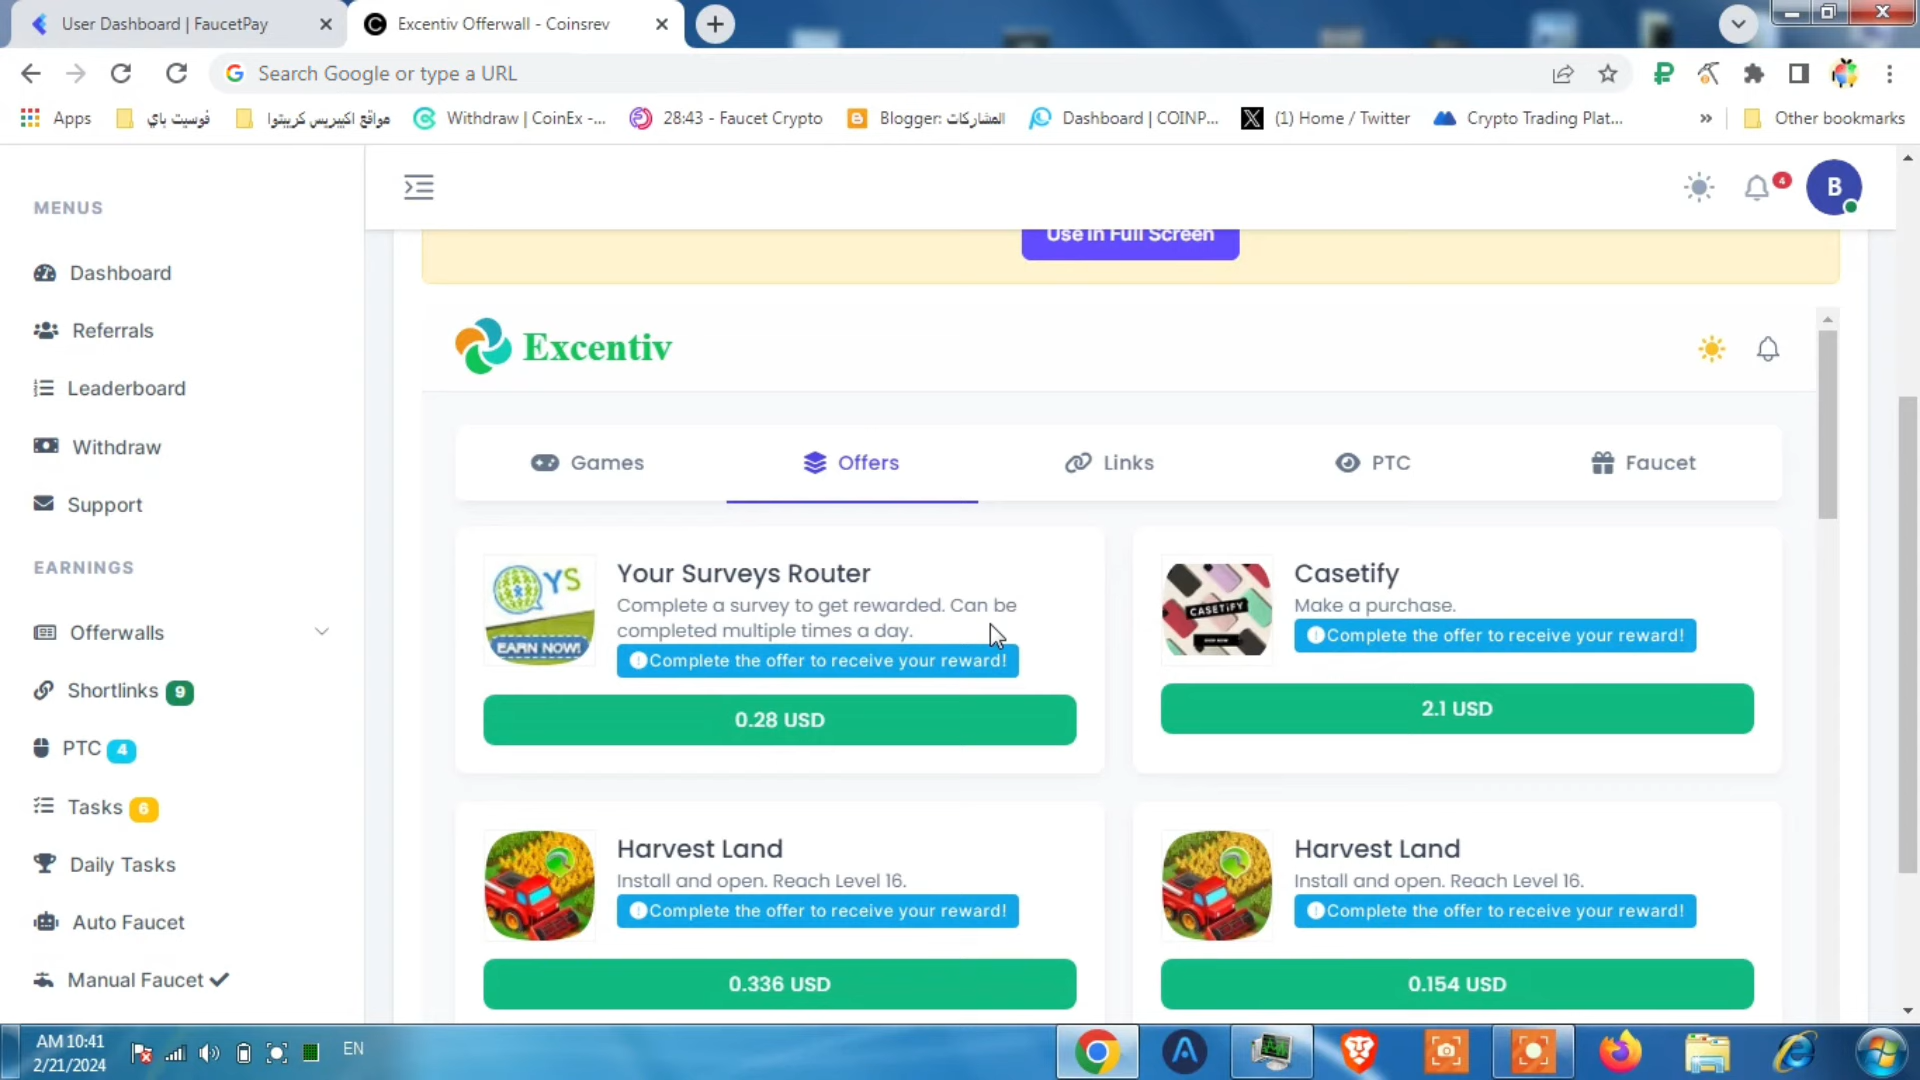 User Dashboard | FaucetPay
Excentiv Offerwall - Coinsrev
Search Google or type a URL
Apps
فوسيت باي
مواقع اكبيريس كريبتوا
Withdraw | CoinEx -...
28:43 - Faucet Crypto
Blogger: المشاركات
Dashboard | COINP...
(1) Home / Twitter
Crypto Trading Plat...
»
Other bookmarks
MENUS
4
B
Use in Full Screen
Dashboard
Referrals
Leaderboard
Withdraw
Support
EARNINGS
Offerwalls
Shortlinks 9
PTC 4
Tasks 6
Daily Tasks
Auto Faucet
Manual Faucet
Excentiv
Games
Offers
Links
PTC
Faucet
YS
EARN NOW!
Your Surveys Router
Complete a survey to get rewarded. Can be
completed multiple times a day.
Complete the offer to receive your reward!
0.28 USD
CASETiFY
Casetify
Make a purchase.
Complete the offer to receive your reward!
2.1 USD
Harvest Land
Install and open. Reach Level 16.
Complete the offer to receive your reward!
0.336 USD
Harvest Land
Install and open. Reach Level 16.
Complete the offer to receive your reward!
0.154 USD
AM 10:41
2/21/2024
EN